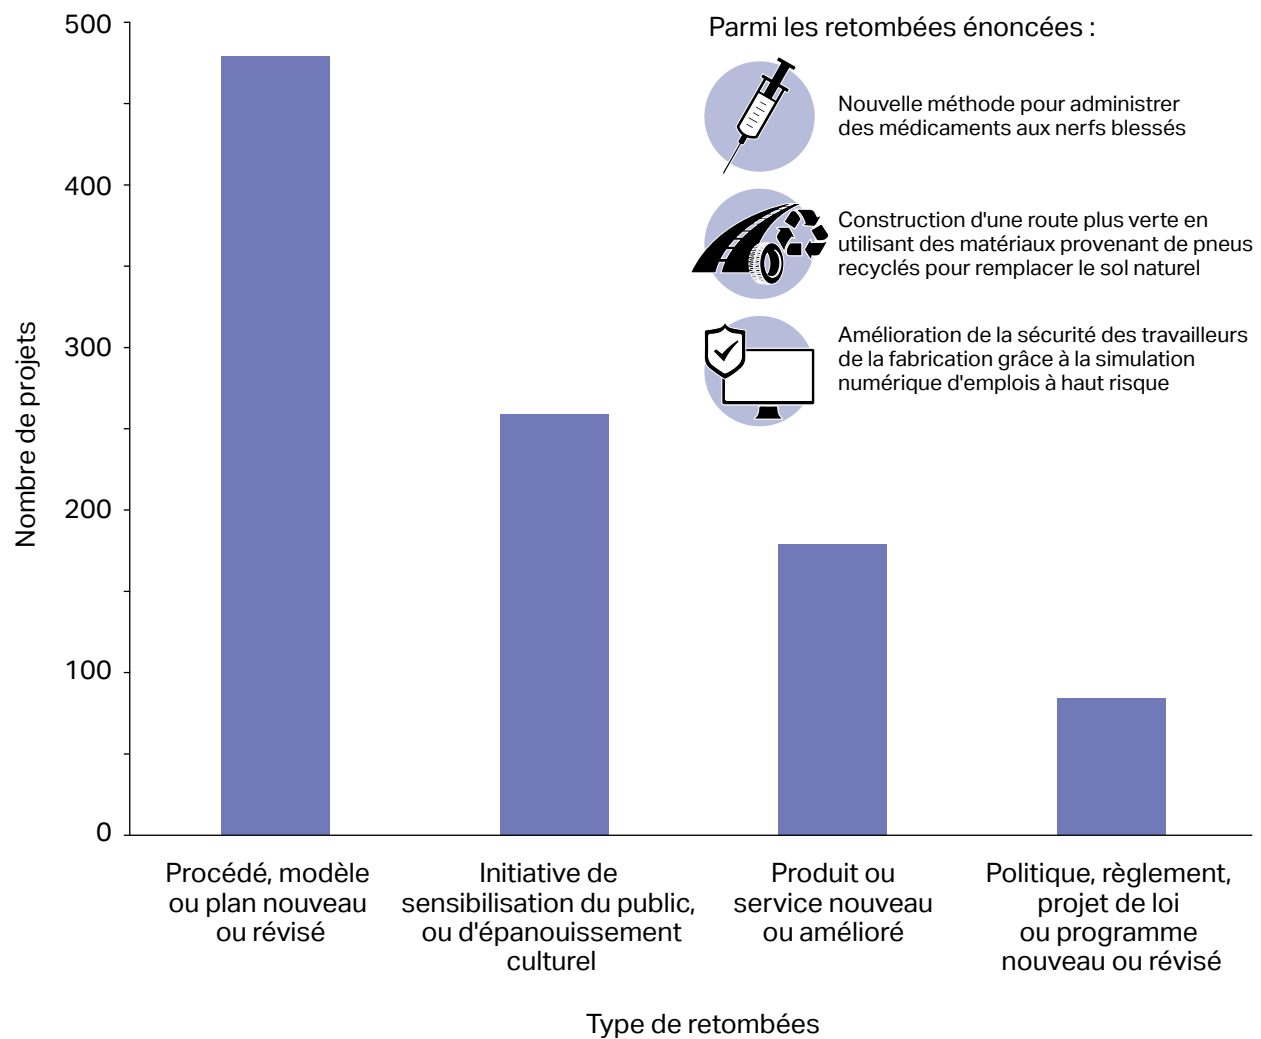 Parmi les retombées énoncées :
Nouvelle méthode pour administrer
des médicaments aux nerfs blessés
Construction d'une route plus verte en
utilisant des matériaux provenant de pneus
recyclés pour remplacer le sol naturel
Amélioration de la sécurité des travailleurs
de la fabrication grâce à la simulation
numérique d'emplois à haut risque
Nombre de projets
500
400
300
200
100
0
Procédé, modèle
ou plan nouveau
ou révisé
Initiative de
sensibilisation du public,
ou d'épanouissement
culturel
Produit ou
service nouveau
ou amélioré
Politique, règlement,
projet de loi
ou programme
nouveau ou révisé
Type de retombées